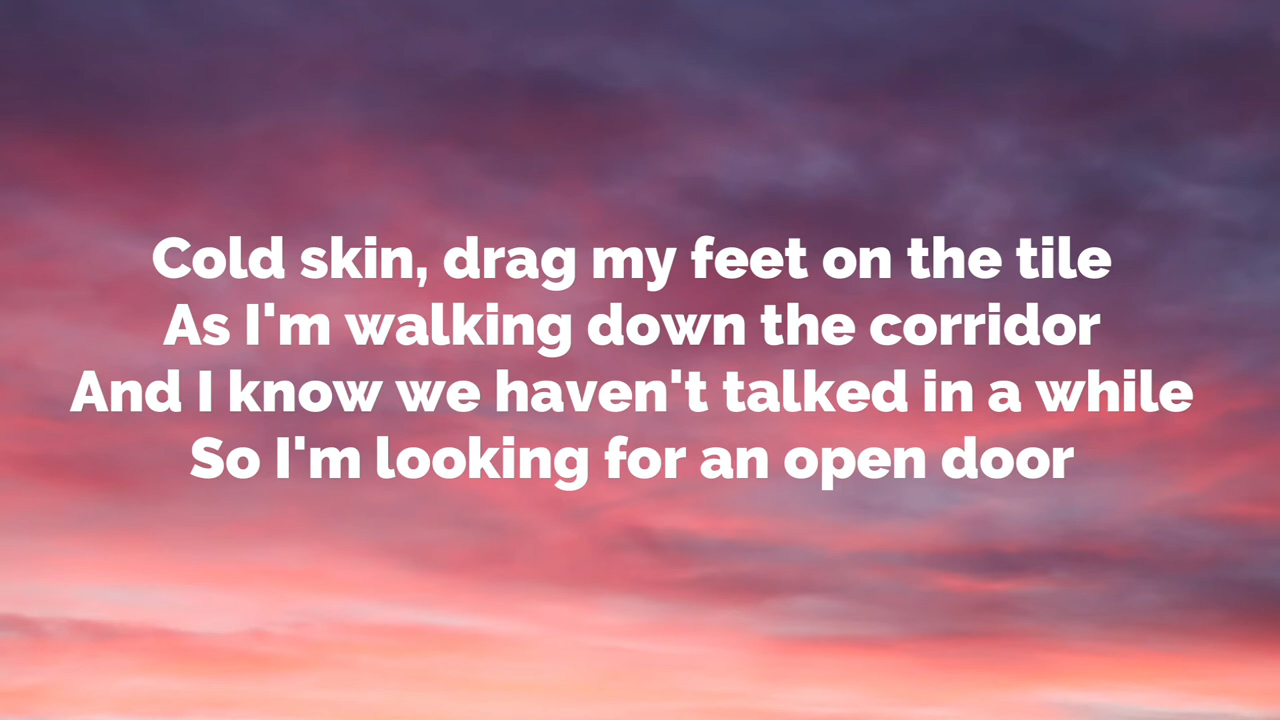 Cold skin, drag my feet on the tile
As I'm walking down the corridor
And I know we haven't talked in a while
So I'm looking for an open door